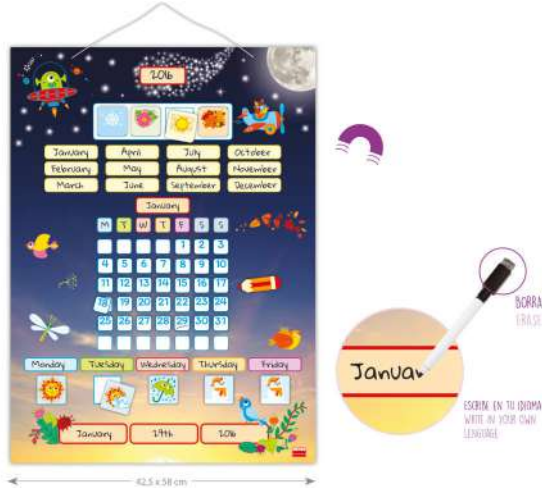 2016
January April July October
February May August November
March June September December
January
M T W T F S S
1 2 3
4 5 6 7 8 9 10
11 12 13 14 15 16 17
18 19 20 21 22 23 24
25 26 27 28 29 30 31
Monday Tuesday Wednesday Thursday Friday
January 29th 2016
42,5 x 58 cm
BORRA
ERASE
Janua
ESCRIBE EN TU IDIOMA
WRITE IN YOUR OWN
LENGUAGE